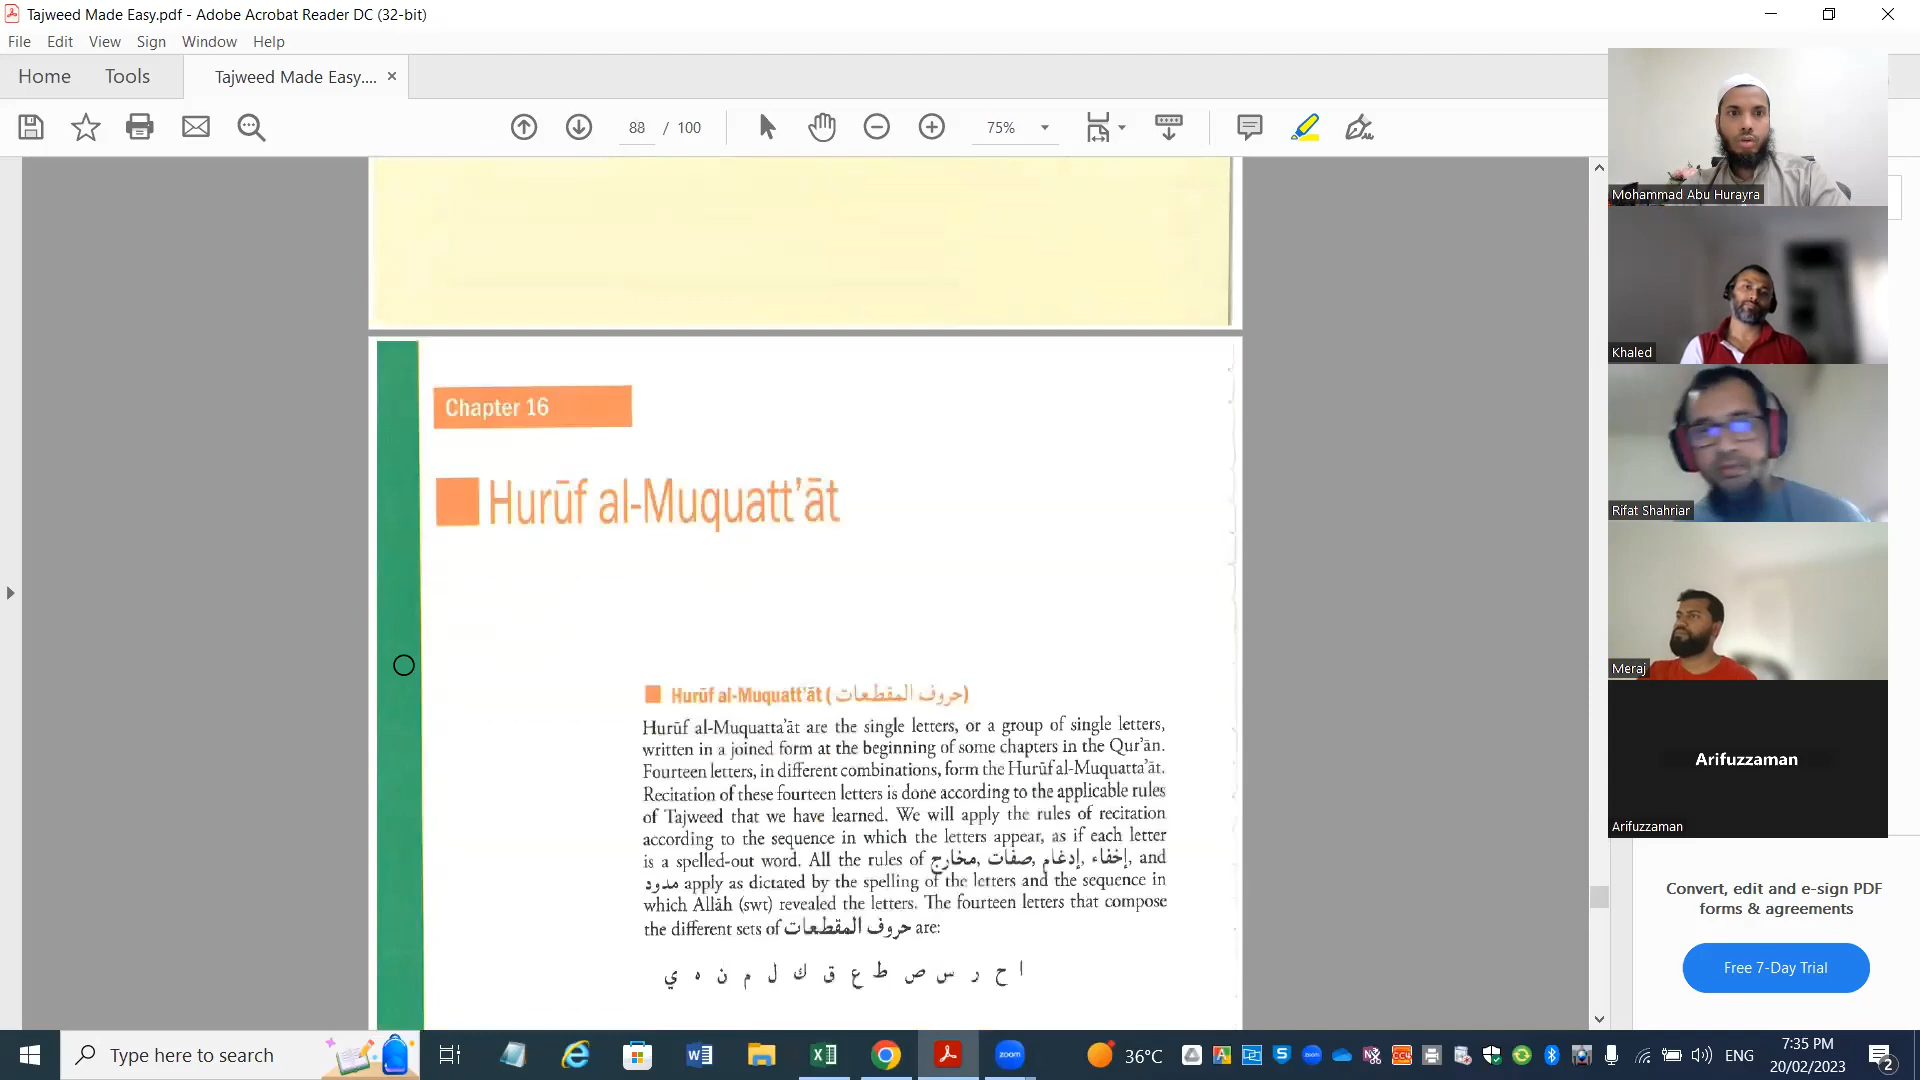 Tajweed Made Easy.pdf - Adobe Acrobat Reader DC (32-bit)
File Edit View Sign Window Help
Home Tools Tajweed Made Easy.... ×
88 / 100 75%
Mohammad Abu Hurayra
Khaled
Rifat Shahriar
Meraj
Arifuzzaman
Arifuzzaman
Chapter 16
Hurūf al-Muquatt’āt
Hurūf al-Muquatt’āt (حروف المقطعات)
Hurūf al-Muquatta’āt are the single letters, or a group of single letters,
written in a joined form at the beginning of some chapters in the Qur’ān.
Fourteen letters, in different combinations, form the Hurūf al-Muquatta’āt.
Recitation of these fourteen letters is done according to the applicable rules
of Tajweed that we have learned. We will apply the rules of recitation
according to the sequence in which the letters appear, as if each letter
is a spelled-out word. All the rules of مخارج, صفات, إدغام, إخفاء, and
مدود apply as dictated by the spelling of the letters and the sequence in
which Allāh (swt) revealed the letters. The fourteen letters that compose
the different sets of حروف المقطعات are:
ا ح ر س ص ط ع ق ك ل م ن ه ي
Convert, edit and e-sign PDF
forms & agreements
Free 7-Day Trial
Type here to search
zoom
36°C
ENG
7:35 PM
20/02/2023
2